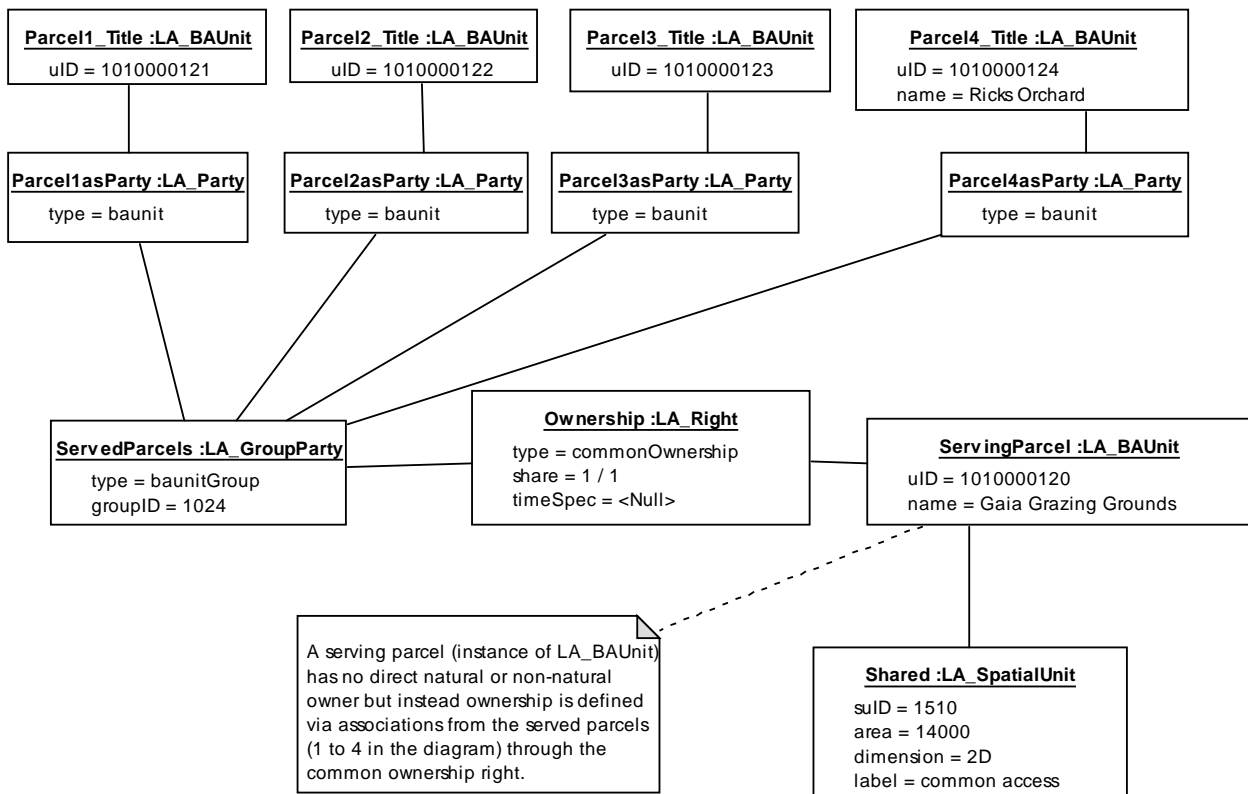 Parcel1_Title :LA_BAUnit
uID = 1010000121
Parcel2_Title :LA_BAUnit
uID = 1010000122
Parcel3_Title :LA_BAUnit
uID = 1010000123
Parcel4_Title :LA_BAUnit
uID = 1010000124
name = Ricks Orchard
Parcel1asParty :LA_Party
type = baunit
Parcel2asParty :LA_Party
type = baunit
Parcel3asParty :LA_Party
type = baunit
Parcel4asParty :LA_Party
type = baunit
ServedParcels :LA_GroupParty
type = baunitGroup
groupID = 1024
Ownership :LA_Right
type = commonOwnership
share = 1 / 1
timeSpec = <Null>
ServingParcel :LA_BAUnit
uID = 1010000120
name = Gaia Grazing Grounds
A serving parcel (instance of LA_BAUnit)
has no direct natural or non-natural
owner but instead ownership is defined
via associations from the served parcels
(1 to 4 in the diagram) through the
common ownership right.
Shared :LA_SpatialUnit
suID = 1510
area = 14000
dimension = 2D
label = common access